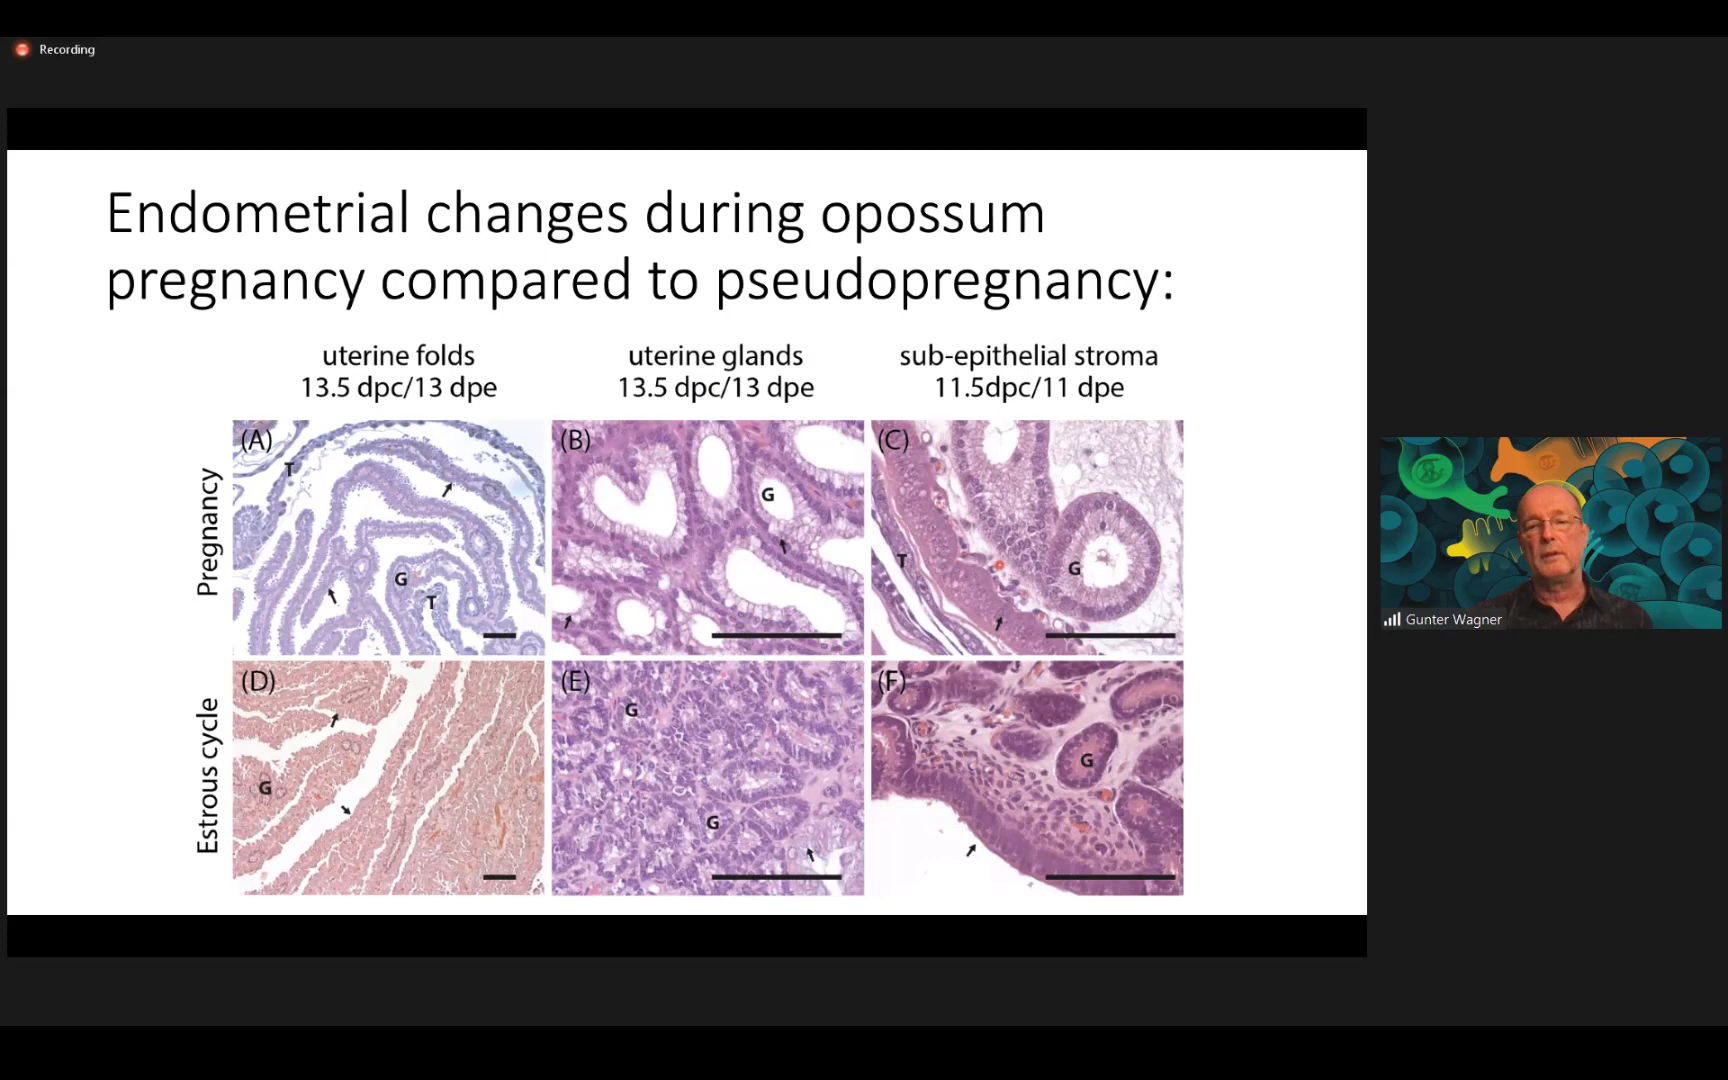 Recording
Endometrial changes during opossum
pregnancy compared to pseudopregnancy:
uterine folds
13.5 dpc/13 dpe
uterine glands
13.5 dpc/13 dpe
sub-epithelial stroma
11.5dpc/11 dpe
Pregnancy
(A)
T
G
T
(B)
G
(C)
T
G
Estrous cycle
(D)
G
(E)
G
G
(F)
G
Gunter Wagner